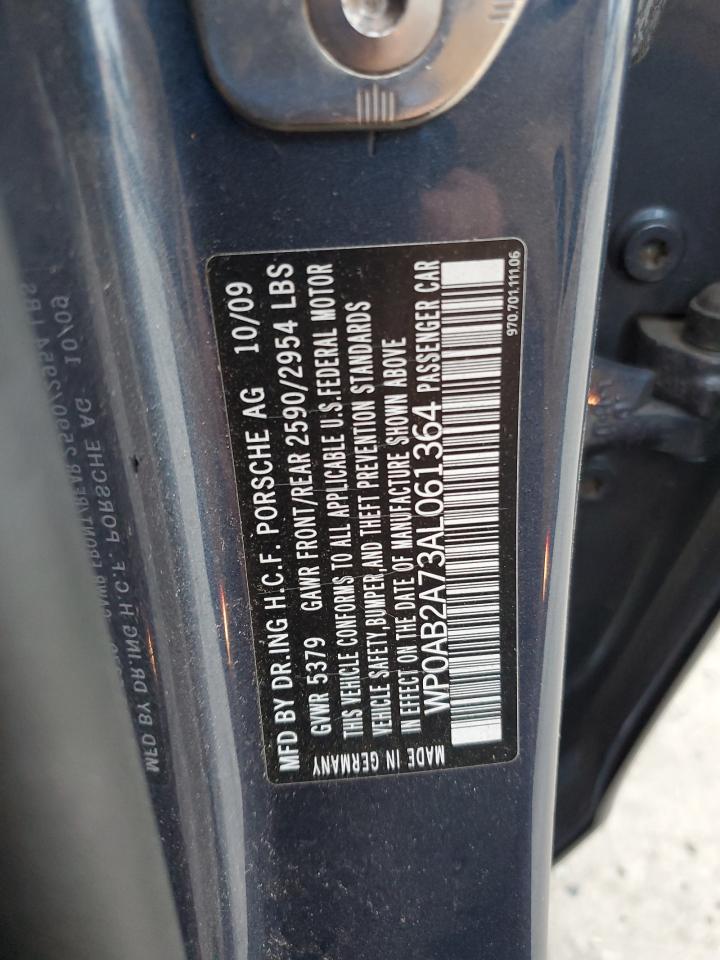 MFD BY DR.ING H.C.F. PORSCHE AG 10/09
GVWR 5379 GAWR FRONT/REAR 2590/2954 LBS
THIS VEHICLE CONFORMS TO ALL APPLICABLE U.S.FEDERAL MOTOR
VEHICLE SAFETY,BUMPER,AND THEFT PREVENTION STANDARDS
IN EFFECT ON THE DATE OF MANUFACTURE SHOWN ABOVE
WP0AB2A73AL061364 PASSENGER CAR
MADE IN GERMANY
970.701.111.06